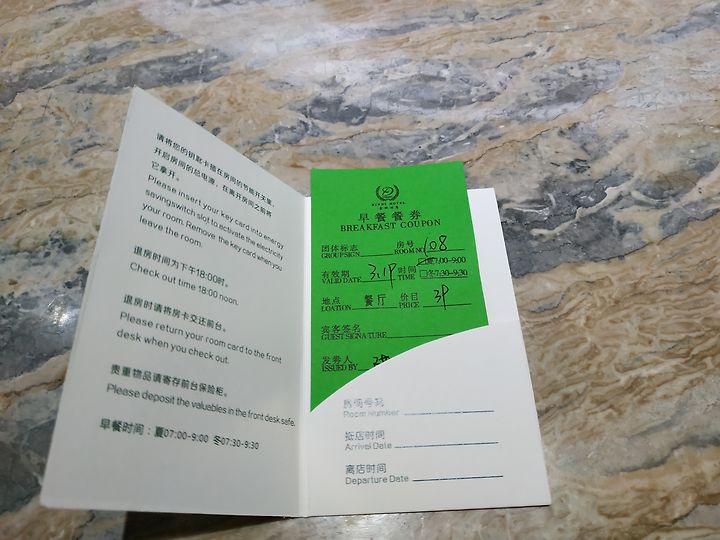 请将您的钥匙卡插在房间的节能开关里,
开启房间的总电源,在离开房间之前将
它拿开。
Please insert your key card into energy
savingswitch slot to activate the electricity
your room. Remove the key card when you
leave the room.
退房时间为下午18:00时。
Check out time 18:00 noon.
退房时请将房卡交还前台。
Please return your room card to the front
desk when you check out.
贵重物品请寄存前台保险柜。
Please deposit the valuables in the front desk safe.
早餐时间:夏07:00-9:00 冬07:30-9:30
早餐餐券
BREAKFAST COUPON
团体标志 房号
GROUP SIGN ROOM NO 108
有效期 3.19 时间 夏7:00-9:00
VALID DATE TIME 冬7:30-9:30
地点 餐厅 价目
LOATION PRICE
宾客签名
GUEST SIGNATURE
发券人
ISSUED BY
房间号码
Room Number
抵店时间
Arrivel Date
离店时间
Departure Date